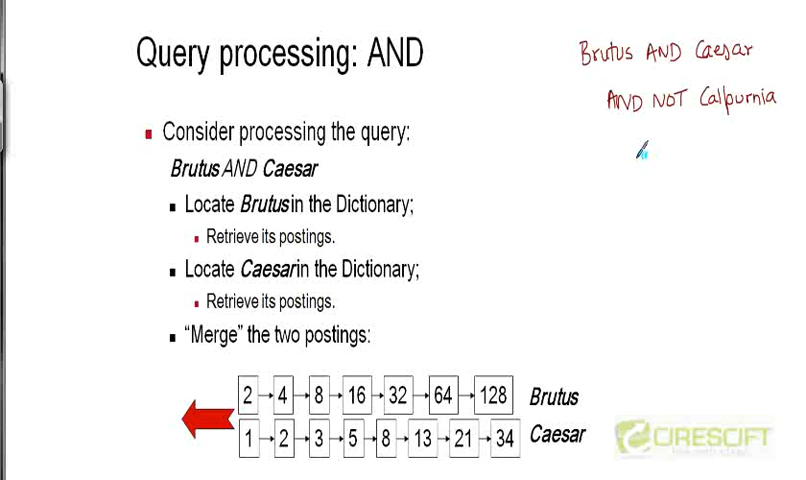 Query processing: AND
Brutus AND Caesar
AND NOT Calpurnia
▪ Consider processing the query:
Brutus AND Caesar
▪ Locate Brutus in the Dictionary;
▪ Retrieve its postings.
▪ Locate Caesar in the Dictionary;
▪ Retrieve its postings.
▪ “Merge” the two postings:
2 → 4 → 8 → 16 → 32 → 64 → 128 Brutus
1 → 2 → 3 → 5 → 8 → 13 → 21 → 34 Caesar